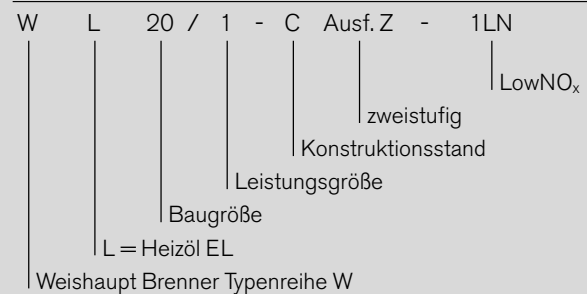 W L 20 / 1 - C Ausf. Z - 1LN
LowNOx
zweistufig
Konstruktionsstand
Leistungsgröße
Baugröße
L = Heizöl EL
Weishaupt Brenner Typenreihe W